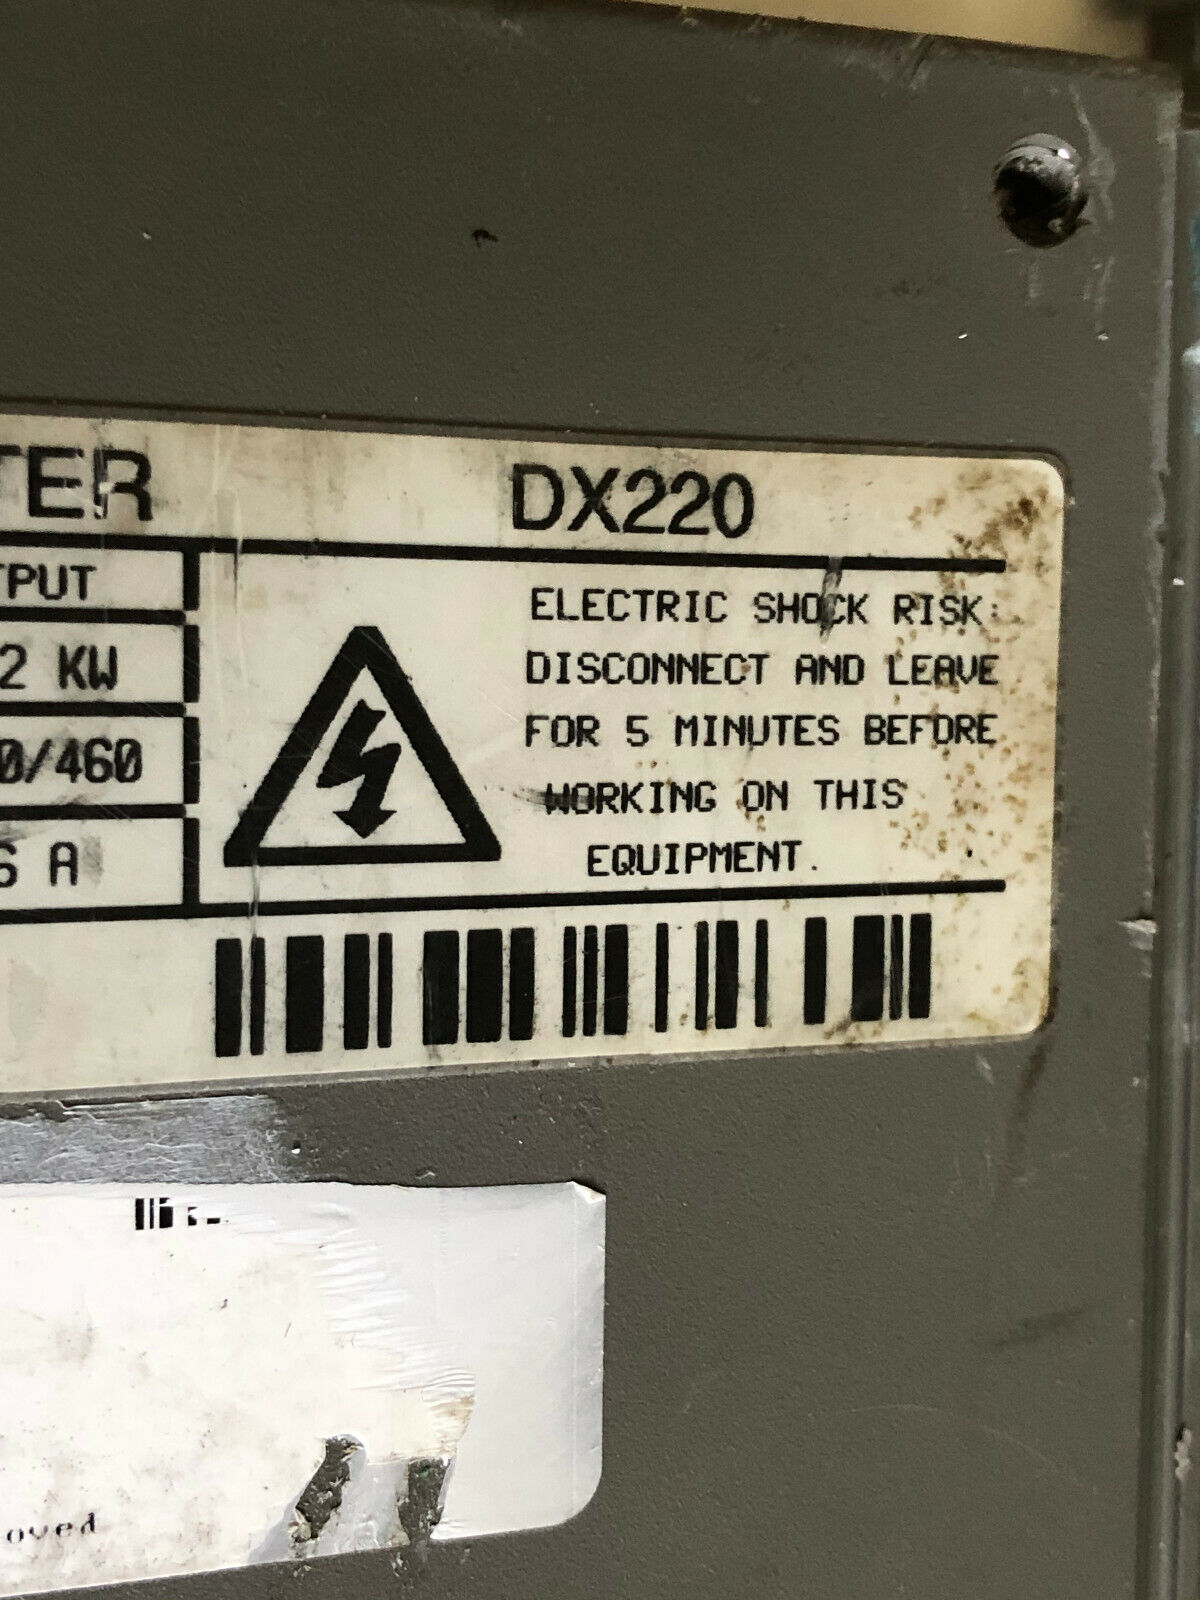 TER DX220
TPUT
2 KW
0/460
6 A
ELECTRIC SHOCK RISK:
DISCONNECT AND LEAVE
FOR 5 MINUTES BEFORE
WORKING ON THIS
EQUIPMENT.
oved